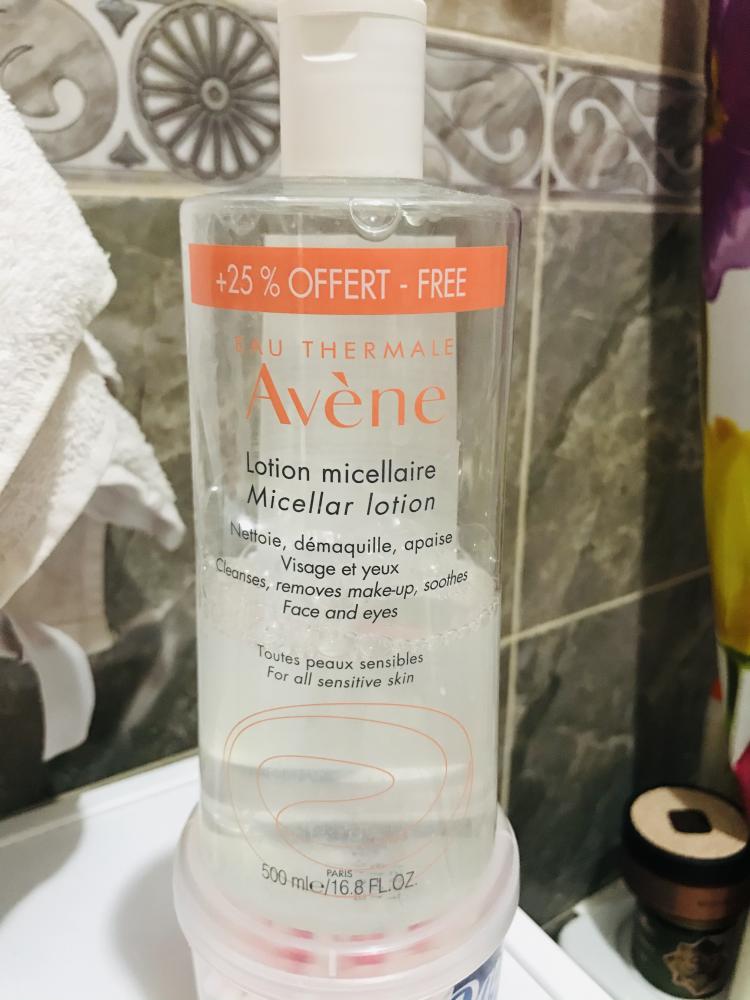 +25 % OFFERT - FREE
EAU THERMALE
Avène
Lotion micellaire
Micellar lotion
Nettoie, démaquille, apaise
Visage et yeux
Cleanses, removes make-up, soothes
Face and eyes
Toutes peaux sensibles
For all sensitive skin
PARIS
500 ml℮/16.8 FL.OZ.